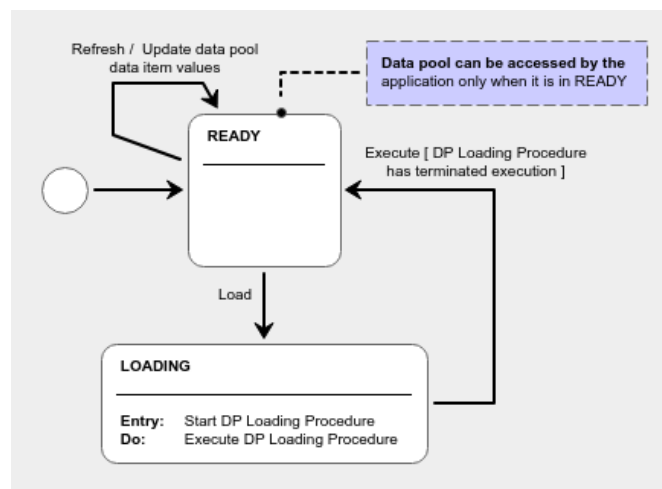 Refresh / Update data pool
data item values
Data pool can be accessed by the
application only when it is in READY
READY
Execute [ DP Loading Procedure
has terminated execution ]
Load
LOADING
Entry: Start DP Loading Procedure
Do: Execute DP Loading Procedure